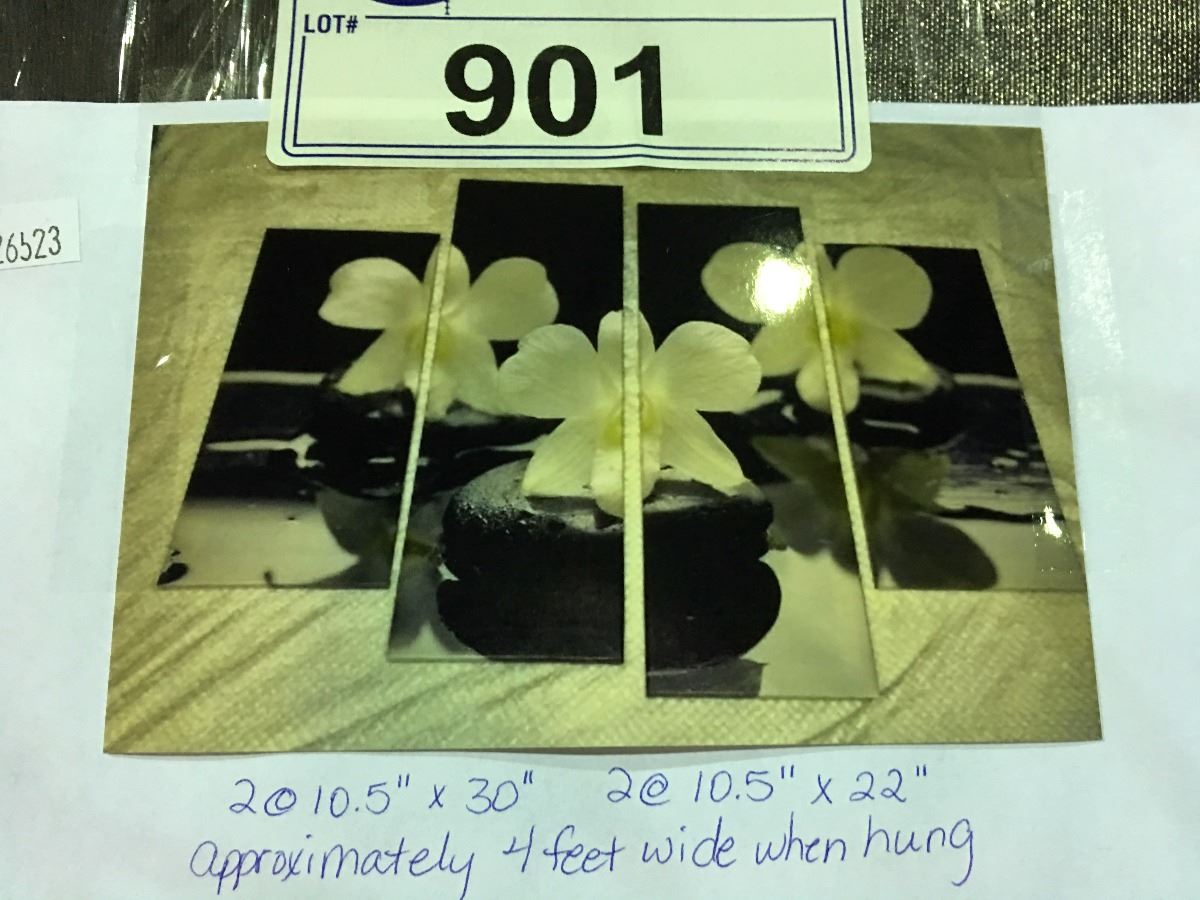 LOT#
901
26523
2@ 10.5" x 30" 2@ 10.5" x 22"
approximately 4 feet wide when hung